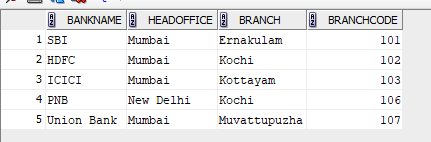 BANKNAME HEADOFFICE BRANCH BRANCHCODE
1 SBI Mumbai Ernakulam 101
2 HDFC Mumbai Kochi 102
3 ICICI Mumbai Kottayam 103
4 PNB New Delhi Kochi 106
5 Union Bank Mumbai Muvattupuzha 107